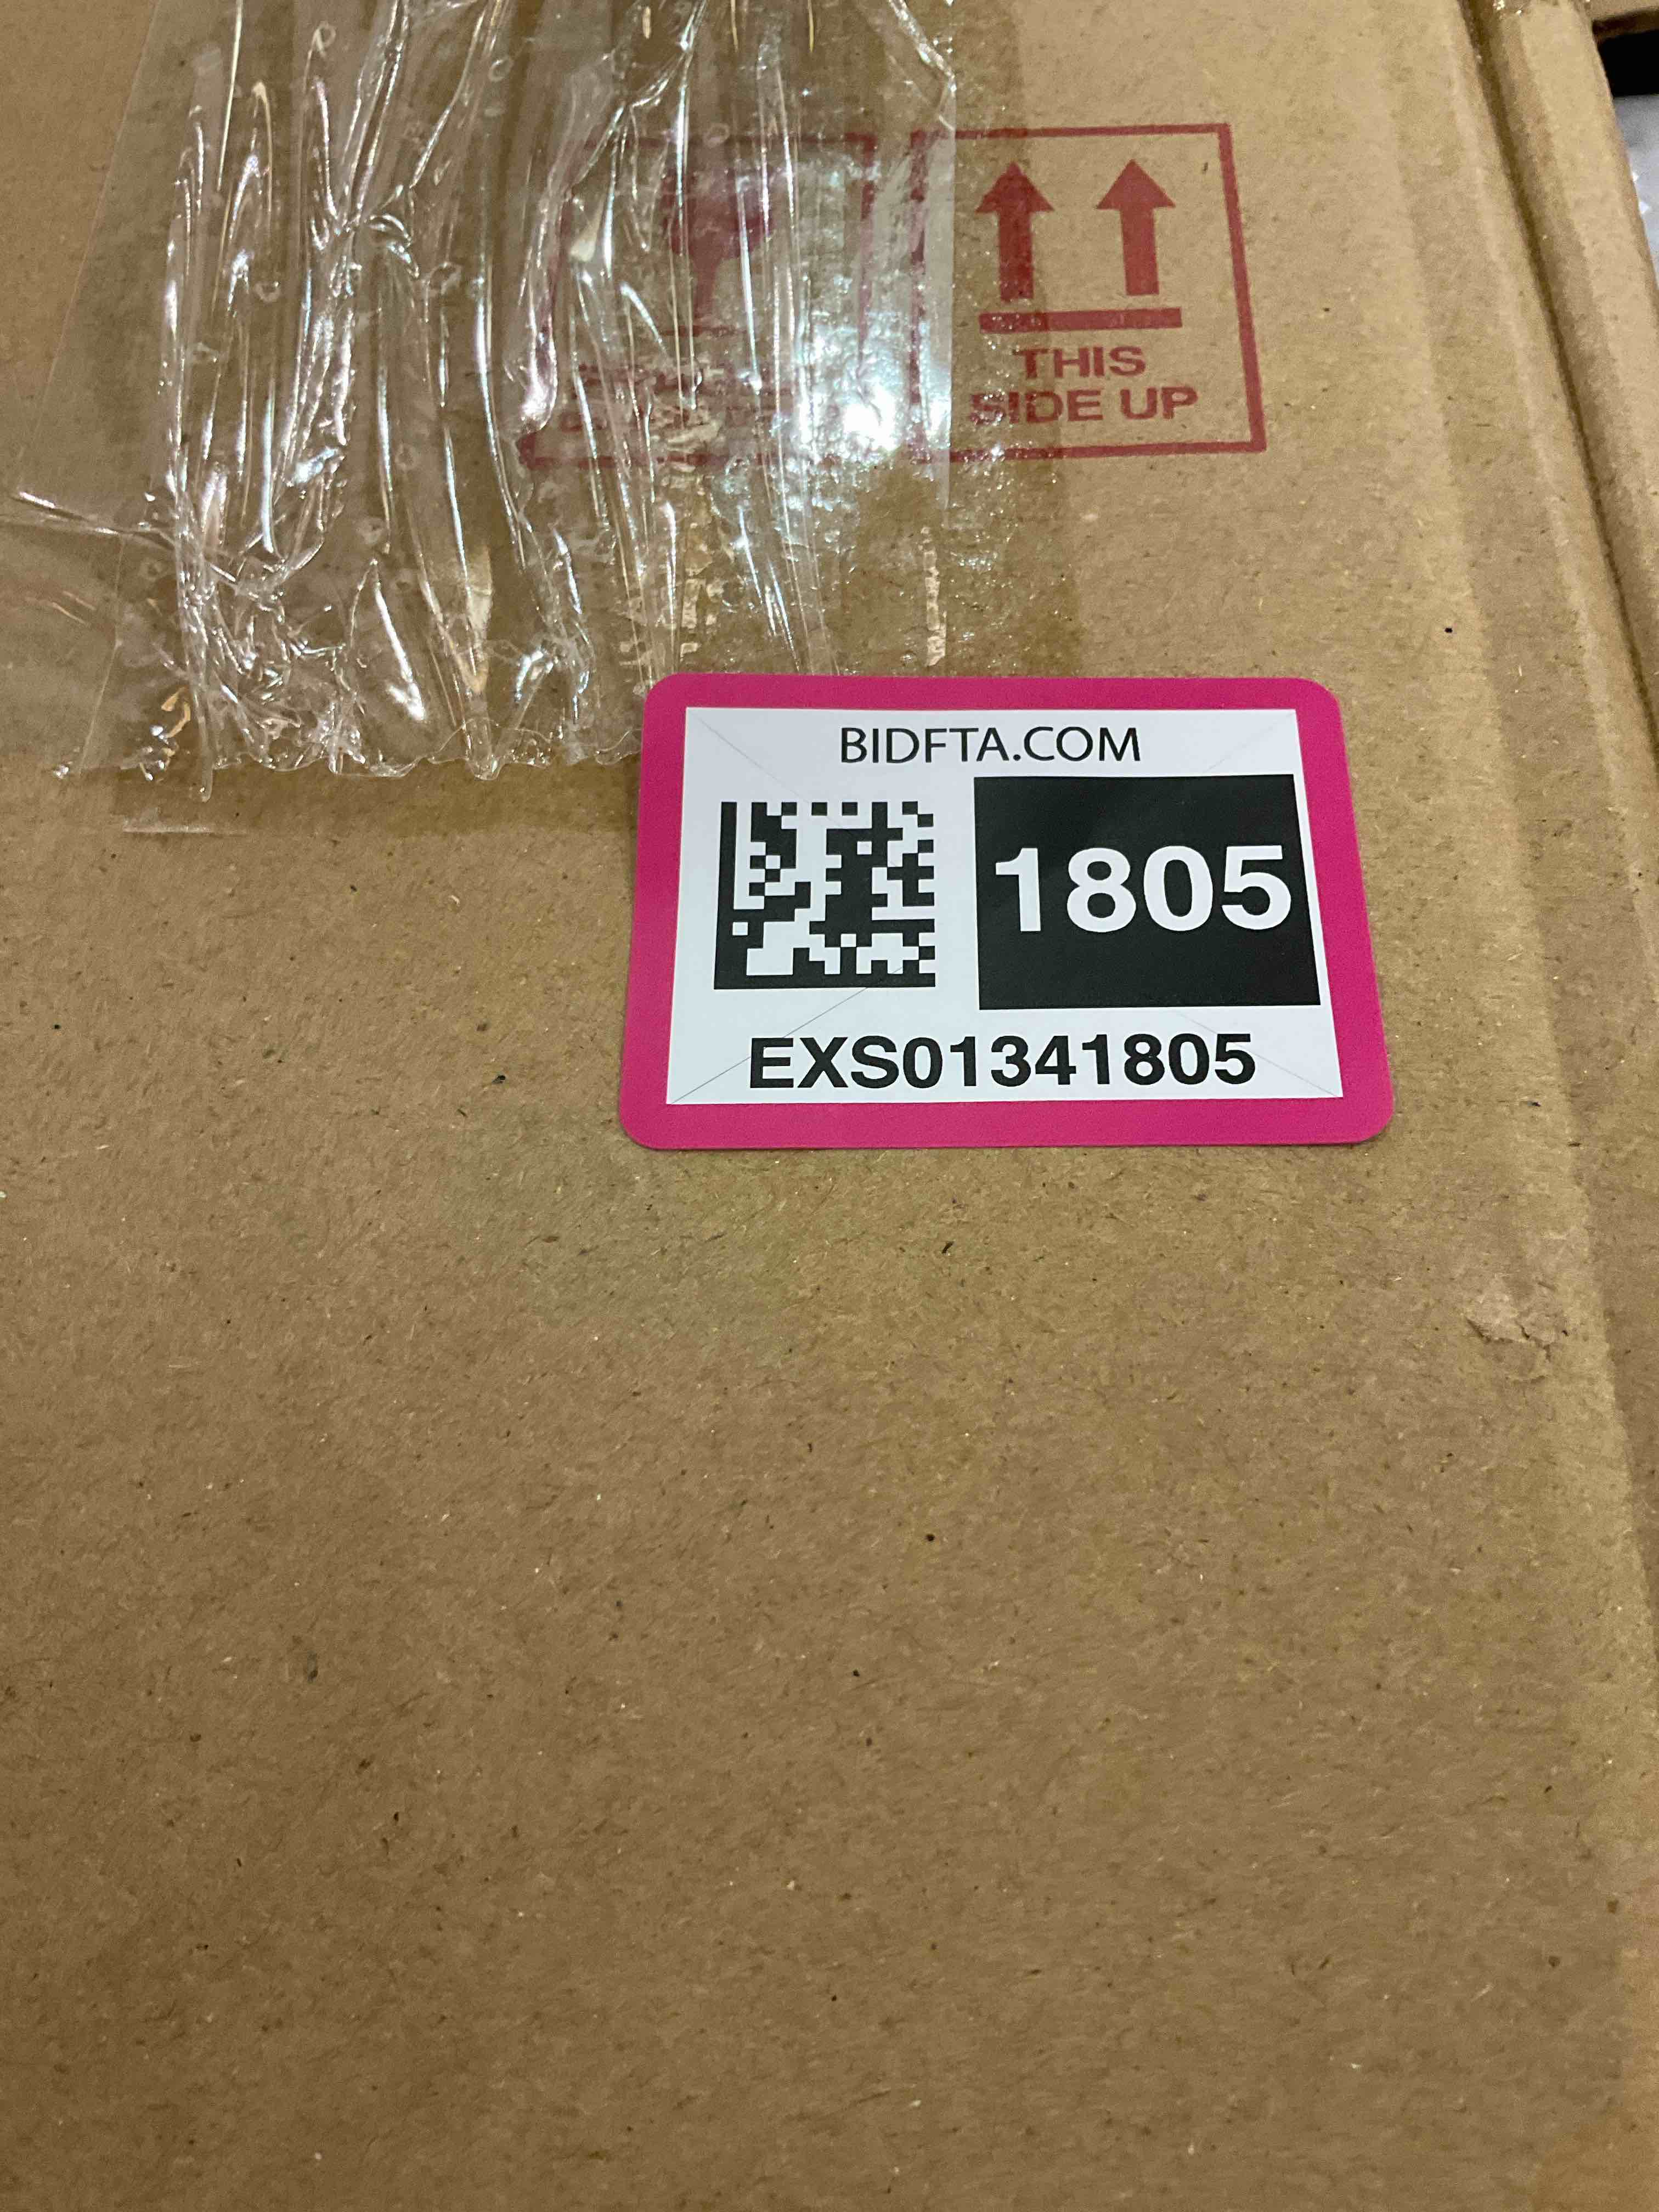 THIS
SIDE UP
BIDFTA.COM
1805
EXS01341805